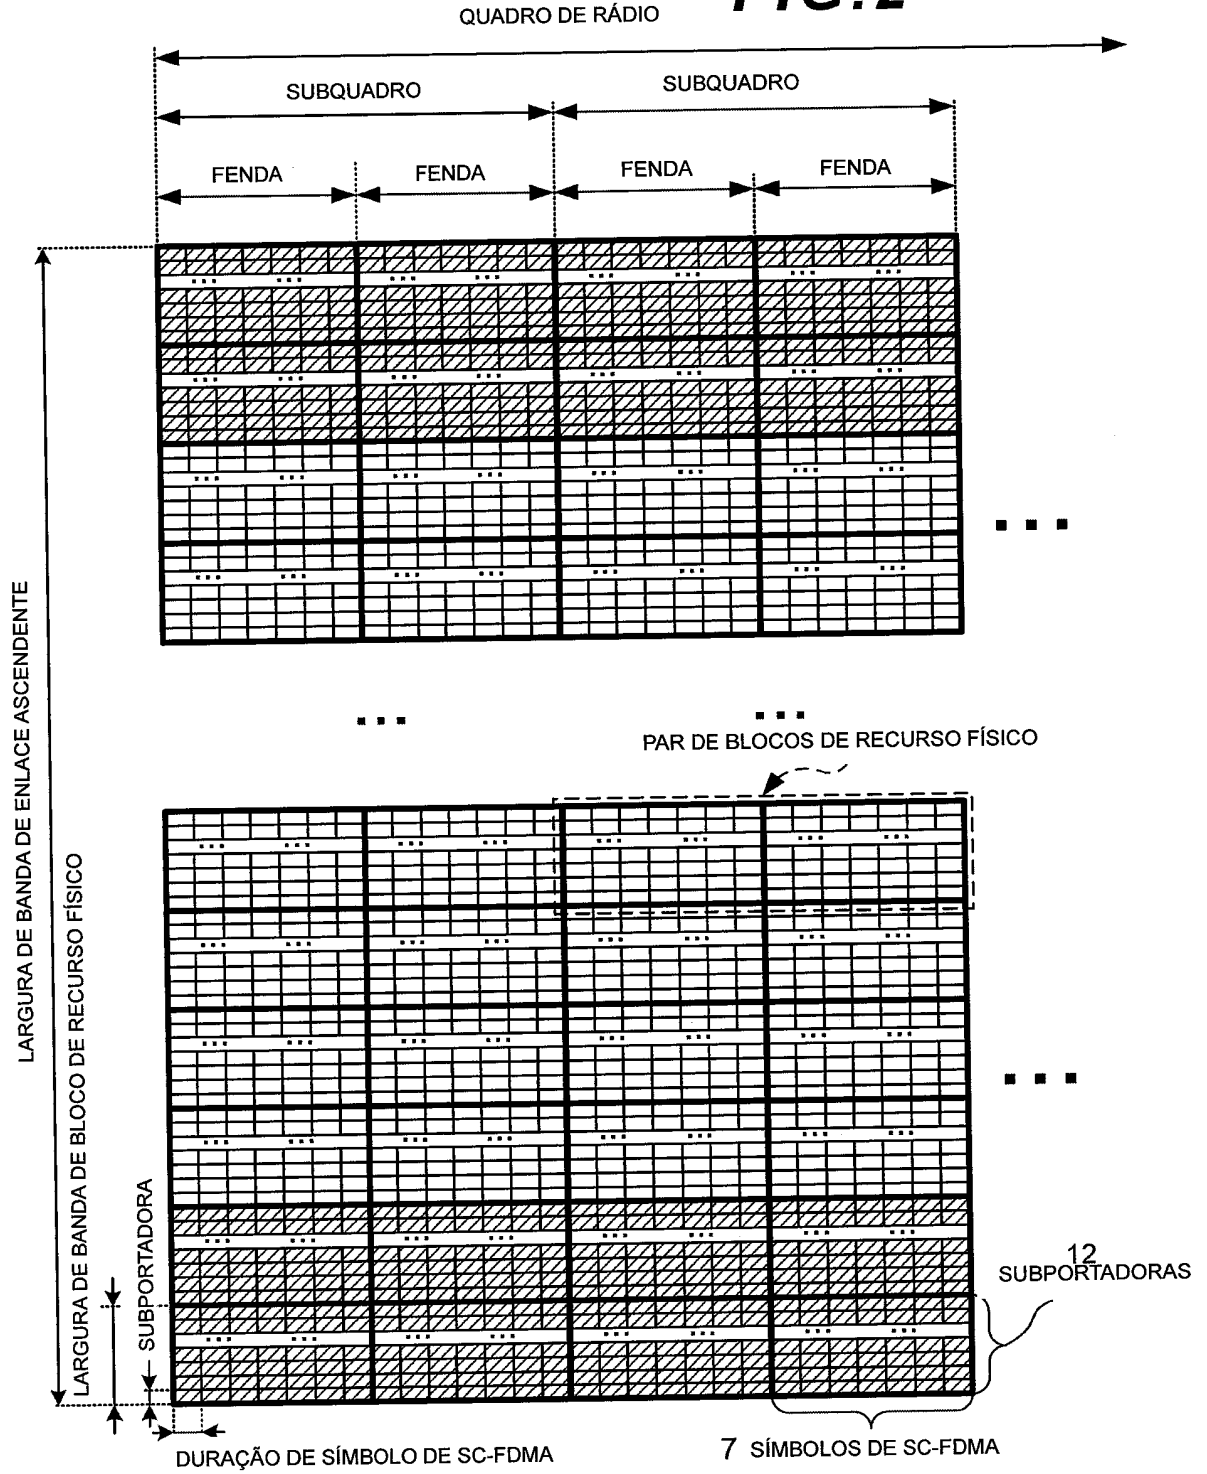 FIG.2
QUADRO DE RÁDIO
SUBQUADRO
SUBQUADRO
FENDA
FENDA
FENDA
FENDA
LARGURA DE BANDA DE ENLACE ASCENDENTE
PAR DE BLOCOS DE RECURSO FÍSICO
LARGURA DE BANDA DE BLOCO DE RECURSO FÍSICO
SUBPORTADORA
12
SUBPORTADORAS
DURAÇÃO DE SÍMBOLO DE SC-FDMA
7 SÍMBOLOS DE SC-FDMA